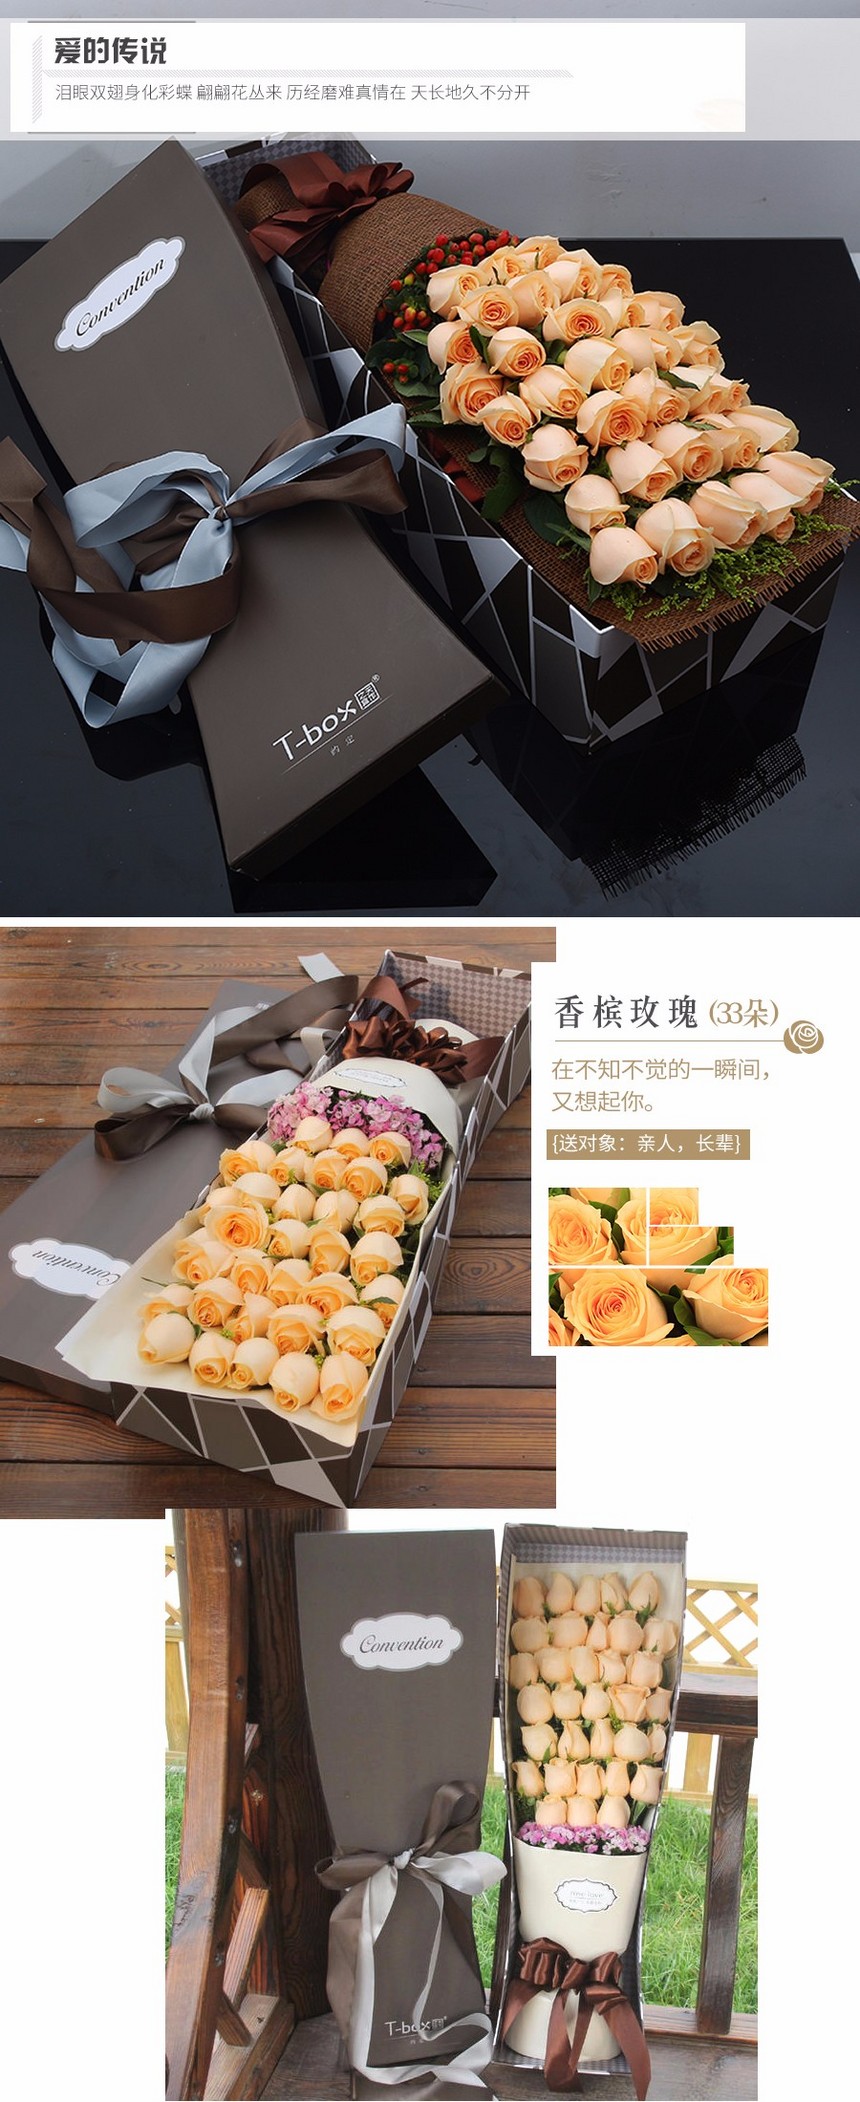 爱的传说
泪眼双翅身化彩蝶 翩翩花丛来 历经磨难真情在 天长地久不分开
Convention
T-box
®
约定
香槟玫瑰(33朵)
在不知不觉的一瞬间，
又想起你。
{送对象：亲人，长辈}
Convention
Convention
T-box